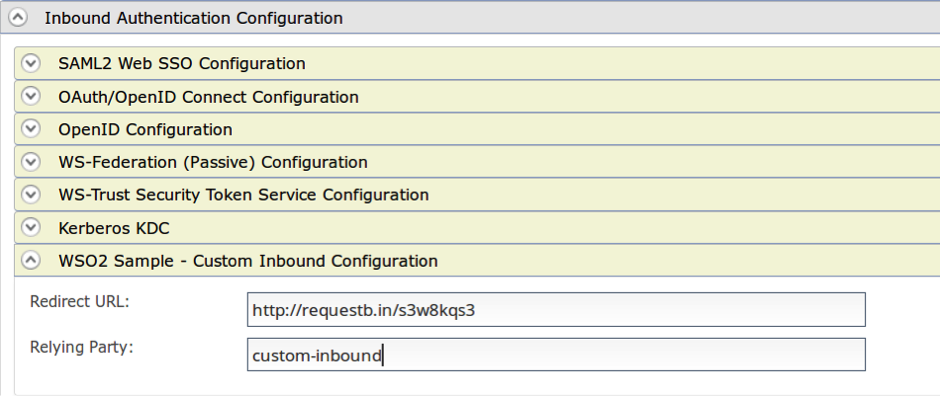 Inbound Authentication Configuration
SAML2 Web SSO Configuration
OAuth/OpenID Connect Configuration
OpenID Configuration
WS-Federation (Passive) Configuration
WS-Trust Security Token Service Configuration
Kerberos KDC
WSO2 Sample - Custom Inbound Configuration
Redirect URL: http://requestb.in/s3w8kqs3
Relying Party: custom-inbound